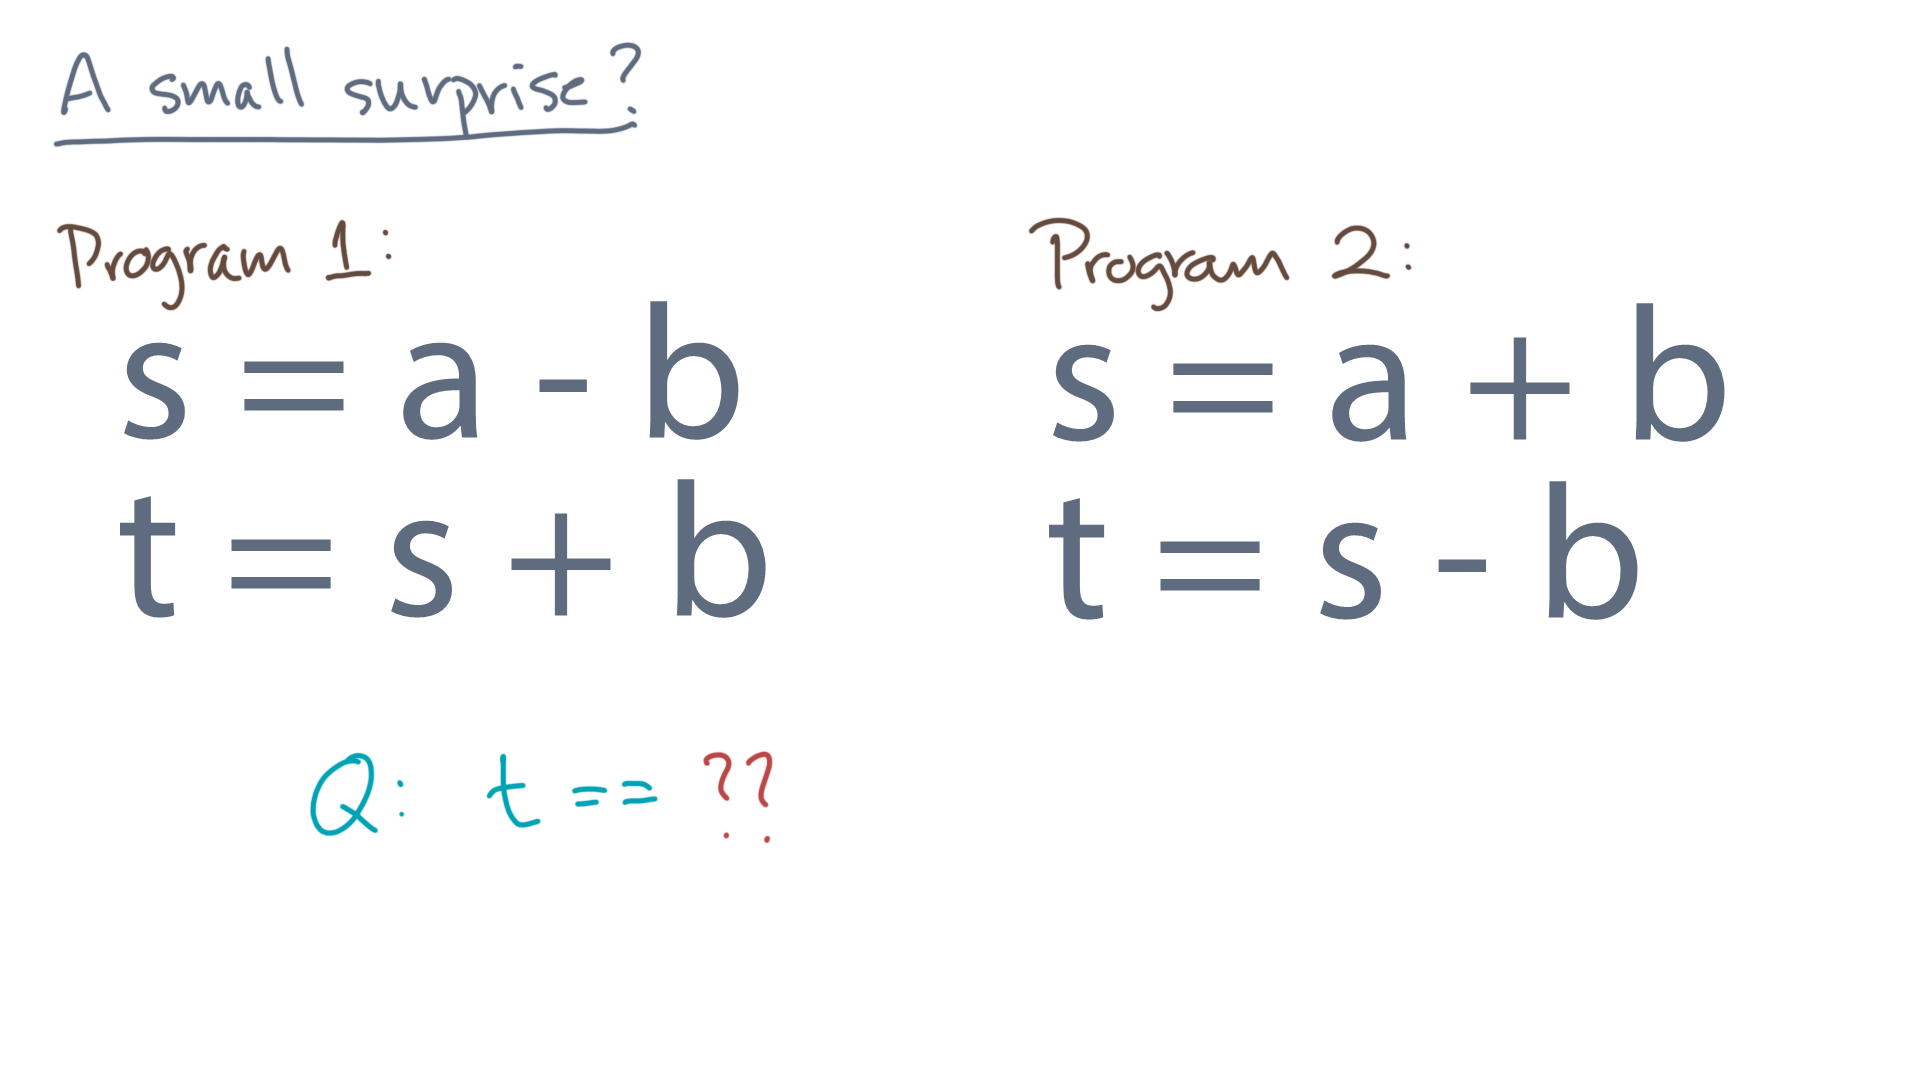 A small surprise?
Program 1:
s = a - b
t = s + b
Program 2:
s = a + b
t = s - b
Q: t == ??